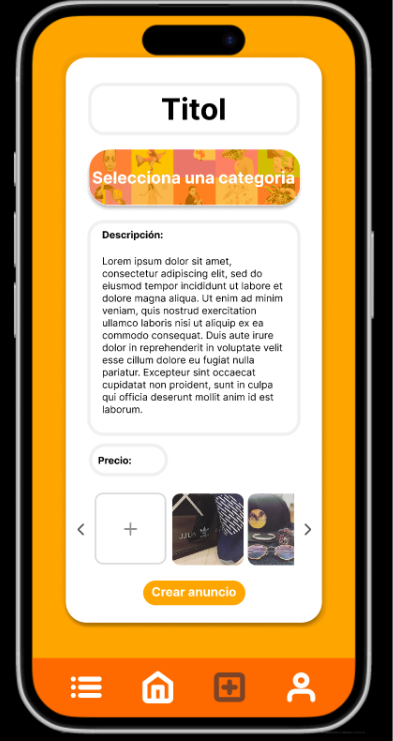 Titol
Selecciona una categoria
Descripción:
Lorem ipsum dolor sit amet,
consectetur adipiscing elit, sed do
eiusmod tempor incididunt ut labore et
dolore magna aliqua. Ut enim ad minim
veniam, quis nostrud exercitation
ullamco laboris nisi ut aliquip ex ea
commodo consequat. Duis aute irure
dolor in reprehenderit in voluptate velit
esse cillum dolore eu fugiat nulla
pariatur. Excepteur sint occaecat
cupidatat non proident, sunt in culpa
qui officia deserunt mollit anim id est
laborum.
Precio:
Crear anuncio